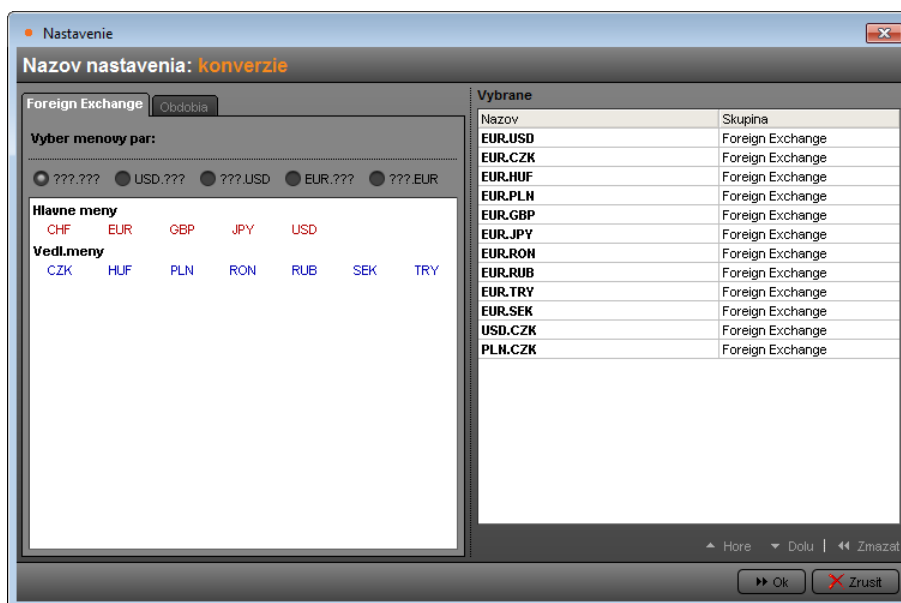 Nastavenie
Nazov nastavenia: konverzie
Foreign Exchange Obdobia
Vyber menovy par:
???.??? USD.??? ???.USD EUR.??? ???.EUR
Hlavne meny
CHF EUR GBP JPY USD
Vedl.meny
CZK HUF PLN RON RUB SEK TRY
Vybrane
Nazov Skupina
EUR.USD Foreign Exchange
EUR.CZK Foreign Exchange
EUR.HUF Foreign Exchange
EUR.PLN Foreign Exchange
EUR.GBP Foreign Exchange
EUR.JPY Foreign Exchange
EUR.RON Foreign Exchange
EUR.RUB Foreign Exchange
EUR.TRY Foreign Exchange
EUR.SEK Foreign Exchange
USD.CZK Foreign Exchange
PLN.CZK Foreign Exchange
Hore Dolu | Zmazat
Ok Zrusit